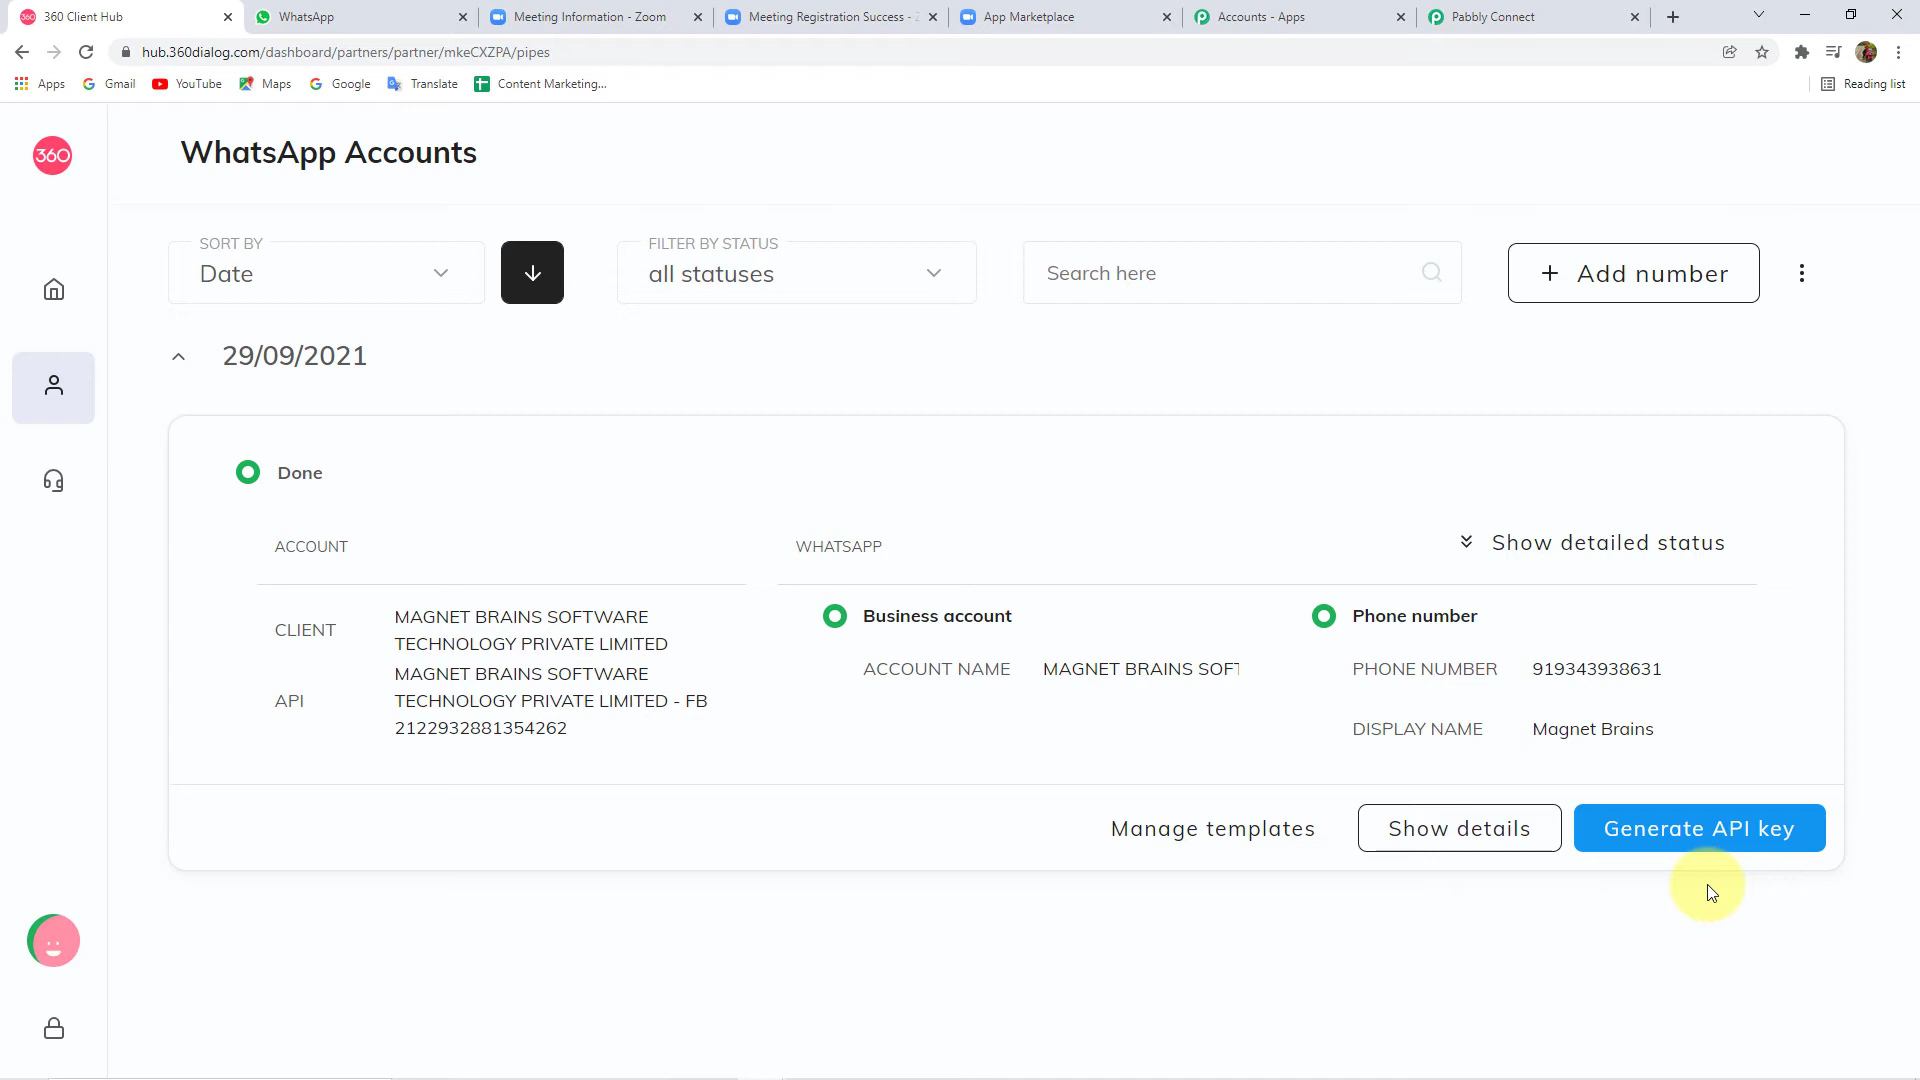 360 Client Hub
WhatsApp
Meeting Information - Zoom
Meeting Registration Success -
App Marketplace
Accounts - Apps
Pabbly Connect
hub.360dialog.com/dashboard/partners/partner/mkeCXZPA/pipes
Apps
Gmail
YouTube
Maps
Google
Translate
Content Marketing...
Reading list
360
WhatsApp Accounts
SORT BY
Date
FILTER BY STATUS
all statuses
Search here
+ Add number
29/09/2021
Done
ACCOUNT
WHATSAPP
Show detailed status
CLIENT
MAGNET BRAINS SOFTWARE
TECHNOLOGY PRIVATE LIMITED
API
MAGNET BRAINS SOFTWARE
TECHNOLOGY PRIVATE LIMITED - FB
2122932881354262
Business account
ACCOUNT NAME
MAGNET BRAINS SOFT
Phone number
PHONE NUMBER
919343938631
DISPLAY NAME
Magnet Brains
Manage templates
Show details
Generate API key